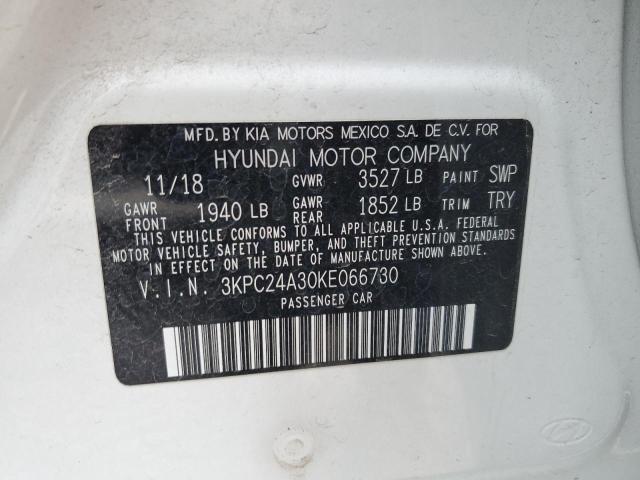 MFD. BY KIA MOTORS MEXICO S.A. DE C.V. FOR
HYUNDAI MOTOR COMPANY
11/18 GVWR 3527 LB PAINT SWP
GAWR FRONT 1940 LB GAWR REAR 1852 LB TRIM TRY
THIS VEHICLE CONFORMS TO ALL APPLICABLE U.S.A. FEDERAL
MOTOR VEHICLE SAFETY, BUMPER, AND THEFT PREVENTION STANDARDS
IN EFFECT ON THE DATE OF MANUFACTURE SHOWN ABOVE.
V.I.N. 3KPC24A30KE066730
PASSENGER CAR